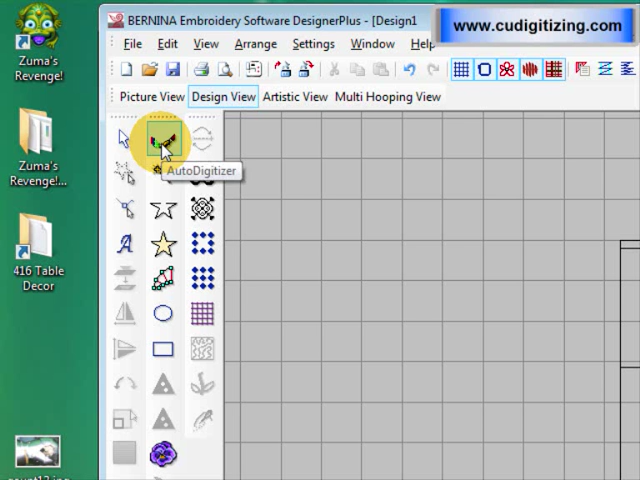 Zuma's
Revenge!
Zuma's
Revenge!...
416 Table
Decor
BERNINA Embroidery Software DesignerPlus - [Design1
www.cudigitizing.com
File Edit View Arrange Settings Window Help
Picture View Design View Artistic View Multi Hooping View
AutoDigitizer